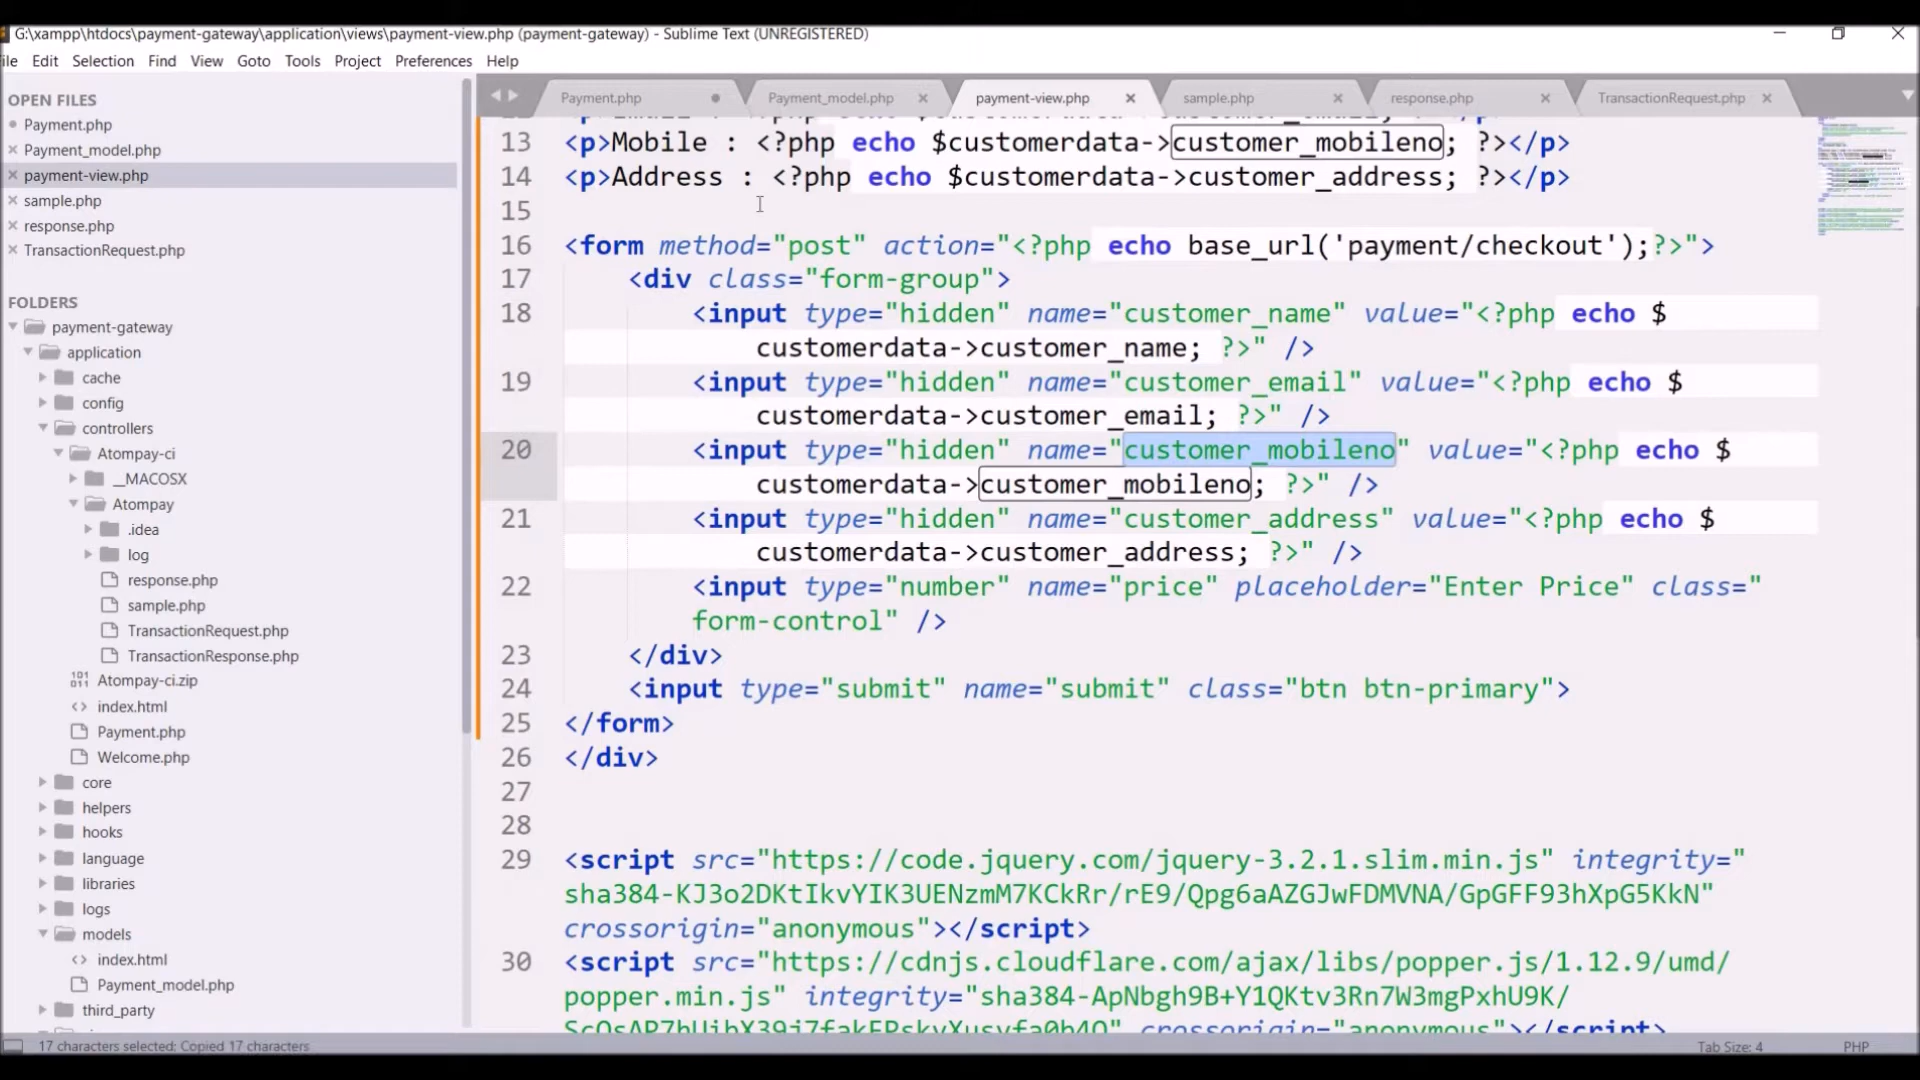 G:\xampp\htdocs\payment-gateway\application\views\payment-view.php (payment-gateway) - Sublime Text (UNREGISTERED)
ile Edit Selection Find View Goto Tools Project Preferences Help
OPEN FILES
Payment.php
Payment_model.php
payment-view.php
sample.php
response.php
TransactionRequest.php
FOLDERS
payment-gateway
application
cache
config
controllers
Atompay-ci
__MACOSX
Atompay
.idea
log
response.php
sample.php
TransactionRequest.php
TransactionResponse.php
Atompay-ci.zip
index.html
Payment.php
Welcome.php
core
helpers
hooks
language
libraries
logs
models
index.html
Payment_model.php
third_party
Payment.php Payment_model.php payment-view.php sample.php response.php TransactionRequest.php
13 <p>Mobile : <?php echo $customerdata->customer_mobileno; ?></p>
14 <p>Address : <?php echo $customerdata->customer_address; ?></p>
15
16 <form method="post" action="<?php echo base_url('payment/checkout');?>">
17 <div class="form-group">
18 <input type="hidden" name="customer_name" value="<?php echo $
customerdata->customer_name; ?>" />
19 <input type="hidden" name="customer_email" value="<?php echo $
customerdata->customer_email; ?>" />
20 <input type="hidden" name="customer_mobileno" value="<?php echo $
customerdata->customer_mobileno; ?>" />
21 <input type="hidden" name="customer_address" value="<?php echo $
customerdata->customer_address; ?>" />
22 <input type="number" name="price" placeholder="Enter Price" class="
form-control" />
23 </div>
24 <input type="submit" name="submit" class="btn btn-primary">
25 </form>
26 </div>
27
28
29 <script src="https://code.jquery.com/jquery-3.2.1.slim.min.js" integrity="
sha384-KJ3o2DKtIkvYIK3UENzmM7KCkRr/rE9/Qpg6aAZGJwFDMVNA/GpGFF93hXpG5KkN"
crossorigin="anonymous"></script>
30 <script src="https://cdnjs.cloudflare.com/ajax/libs/popper.js/1.12.9/umd/
popper.min.js" integrity="sha384-ApNbgh9B+Y1QKtv3Rn7W3mgPxhU9K/
crossorigin="anonymous"></script>
17 characters selected: Copied 17 characters
Tab Size: 4 PHP